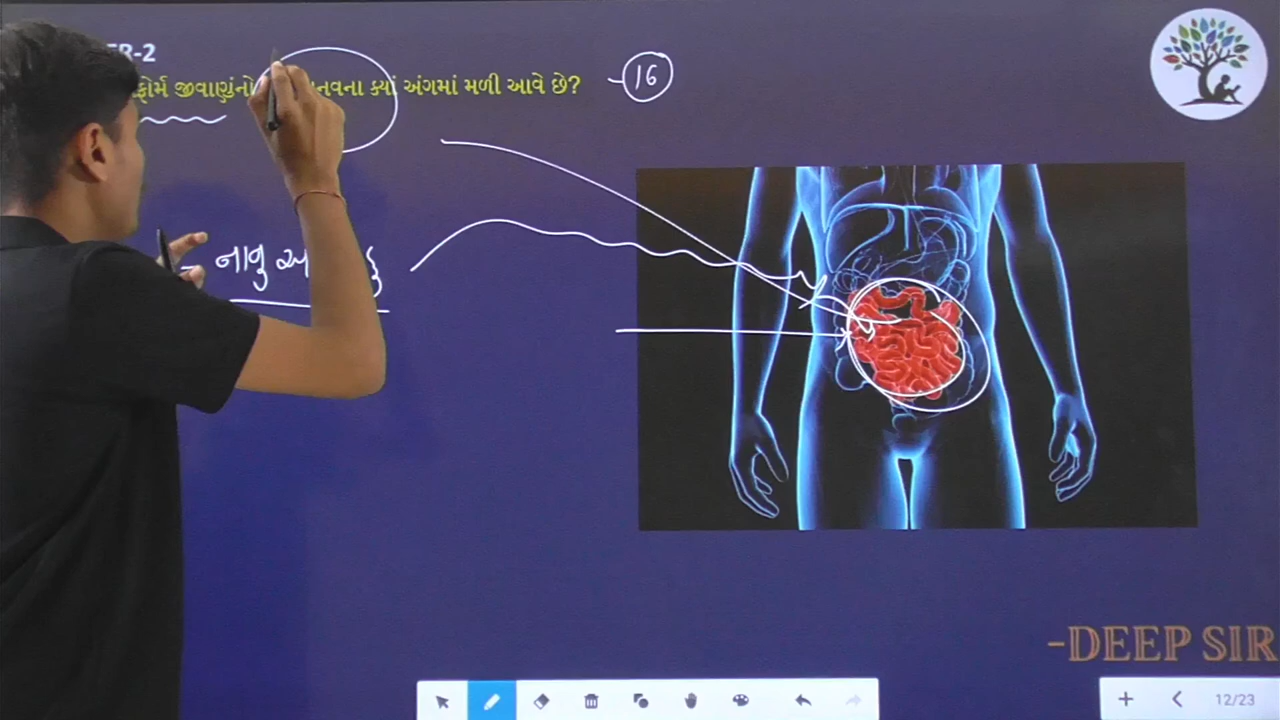 ER-2
ફોર્મ જીવાણુંનો માનવના ક્યાં અંગમાં મળી આવે છે? - 16
- નાનુ
-DEEP SIR
12/23